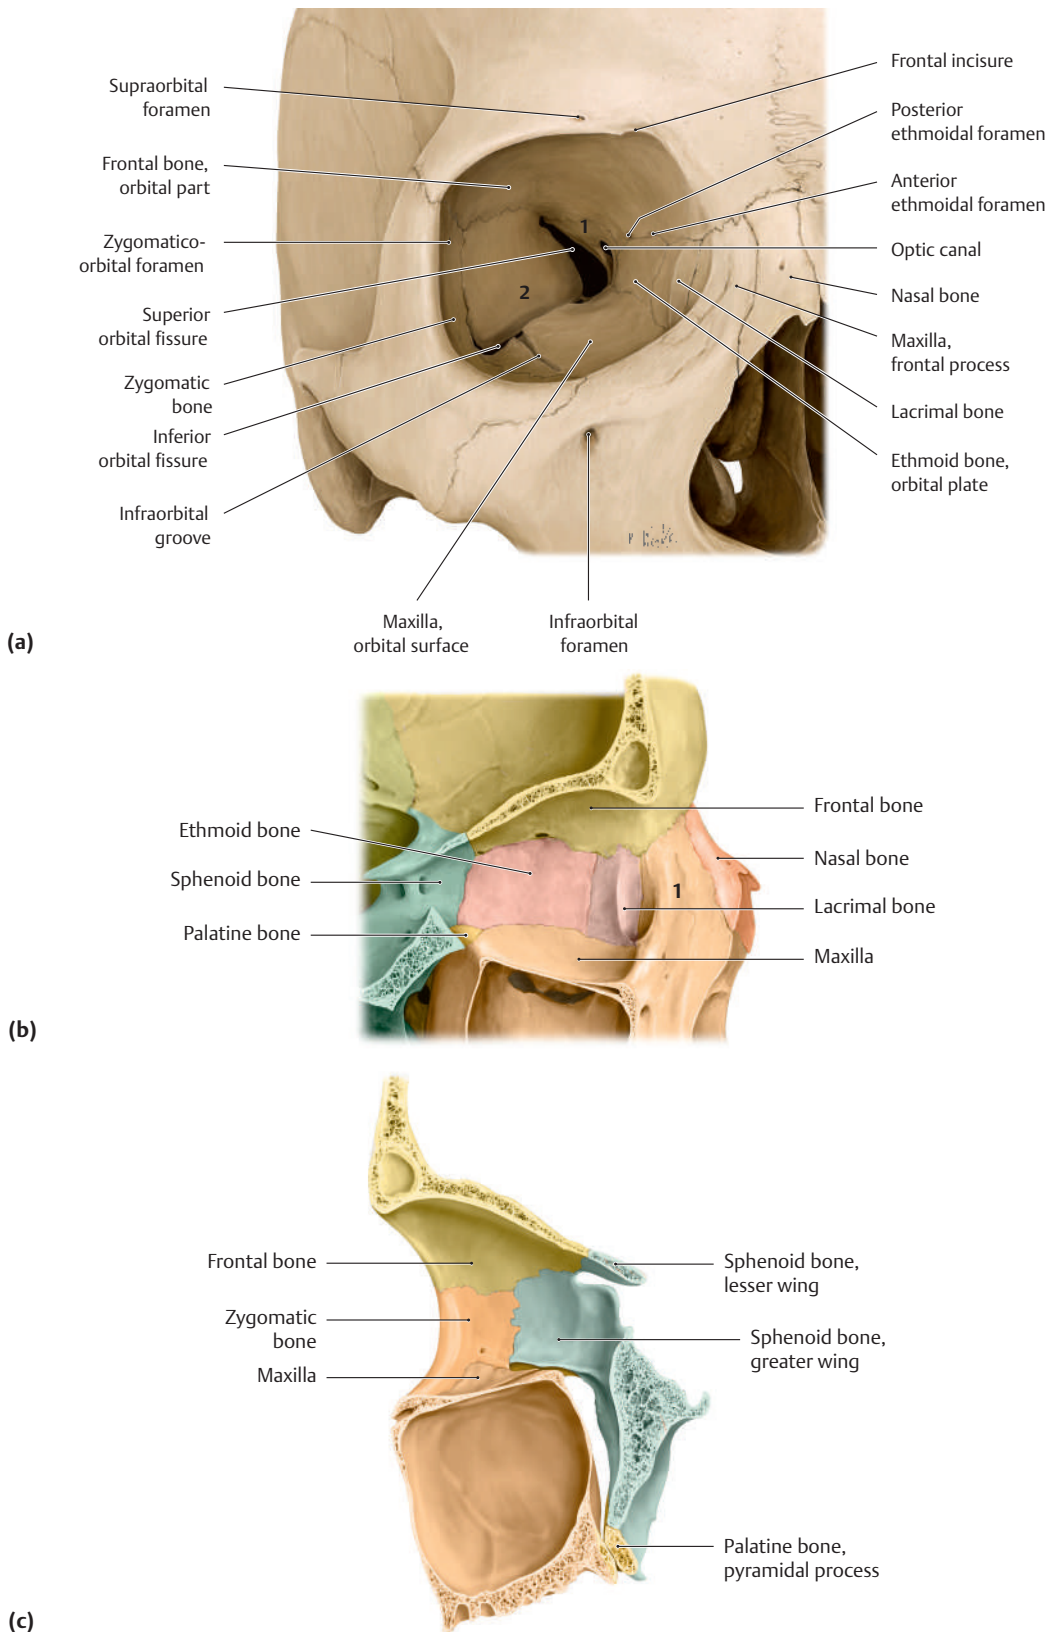 Supraorbital
foramen
Frontal bone,
orbital part
Zygomatico-
orbital foramen
Superior
orbital fissure
Zygomatic
bone
Inferior
orbital fissure
Infraorbital
groove
1
2
Frontal incisure
Posterior
ethmoidal foramen
Anterior
ethmoidal foramen
Optic canal
Nasal bone
Maxilla,
frontal process
Lacrimal bone
Ethmoid bone,
orbital plate
Maxilla,
orbital surface
Infraorbital
foramen
(a)
Ethmoid bone
Sphenoid bone
Palatine bone
1
Frontal bone
Nasal bone
Lacrimal bone
Maxilla
(b)
Frontal bone
Zygomatic
bone
Maxilla
Sphenoid bone,
lesser wing
Sphenoid bone,
greater wing
Palatine bone,
pyramidal process
(c)